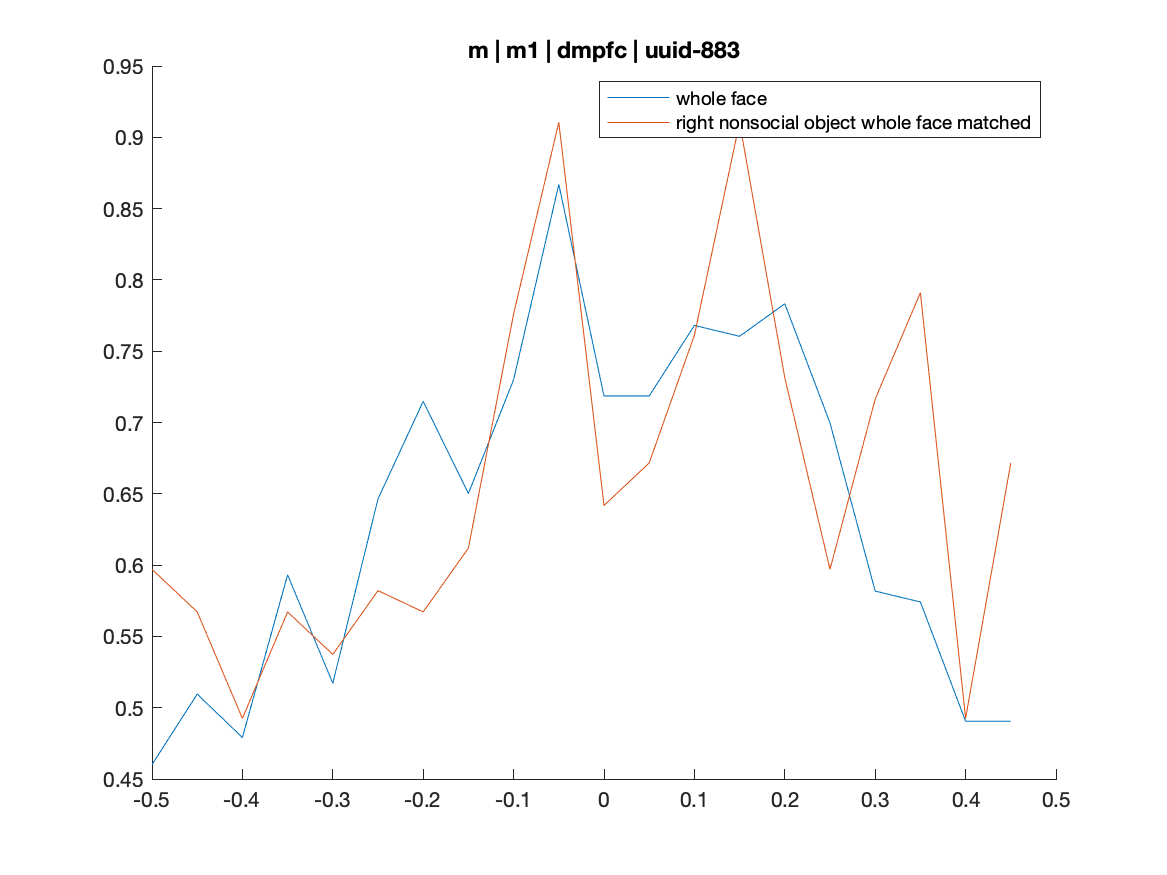 m | m1 | dmpfc | uuid-883
whole face
right nonsocial object whole face matched
0.95
0.9
0.85
0.8
0.75
0.7
0.65
0.6
0.55
0.5
0.45
-0.5 -0.4 -0.3 -0.2 -0.1 0 0.1 0.2 0.3 0.4 0.5